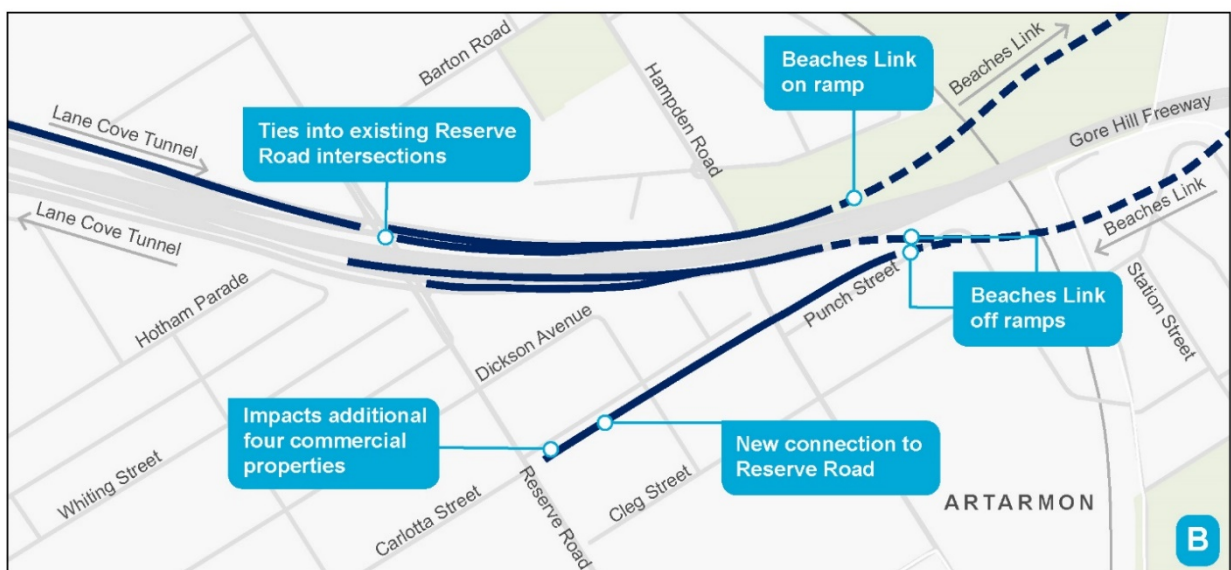 Barton Road
Hampden Road
Beaches Link
on ramp
Beaches Link
Gore Hill Freeway
Lane Cove Tunnel
Ties into existing Reserve
Road intersections
Lane Cove Tunnel
Beaches Link
Hotham Parade
Punch Street
Station Street
Beaches Link
off ramps
Dickson Avenue
Impacts additional
four commercial
properties
New connection to
Reserve Road
Whiting Street
Carlotta Street
Reserve Road
Cleg Street
ARTARMON
B